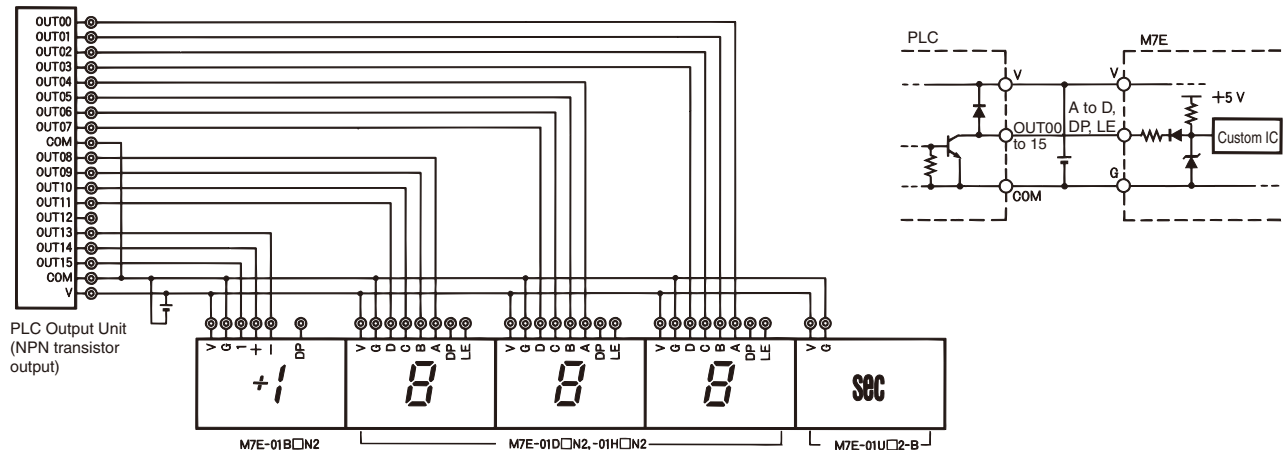 OUT00
OUT01
OUT02
OUT03
OUT04
OUT05
OUT06
OUT07
COM
OUT08
OUT09
OUT10
OUT11
OUT12
OUT13
OUT14
OUT15
COM
V
PLC Output Unit
(NPN transistor
output)
V G 1 + − DP
V G D C B A DP LE
V G D C B A DP LE
V G D C B A DP LE
V G
+1
8
8
8
sec
M7E-01B□N2
M7E-01D□N2, -01H□N2
M7E-01U□2-B
PLC
M7E
V
V
+5 V
A to D,
DP, LE
OUT00
to 15
Custom IC
G
COM